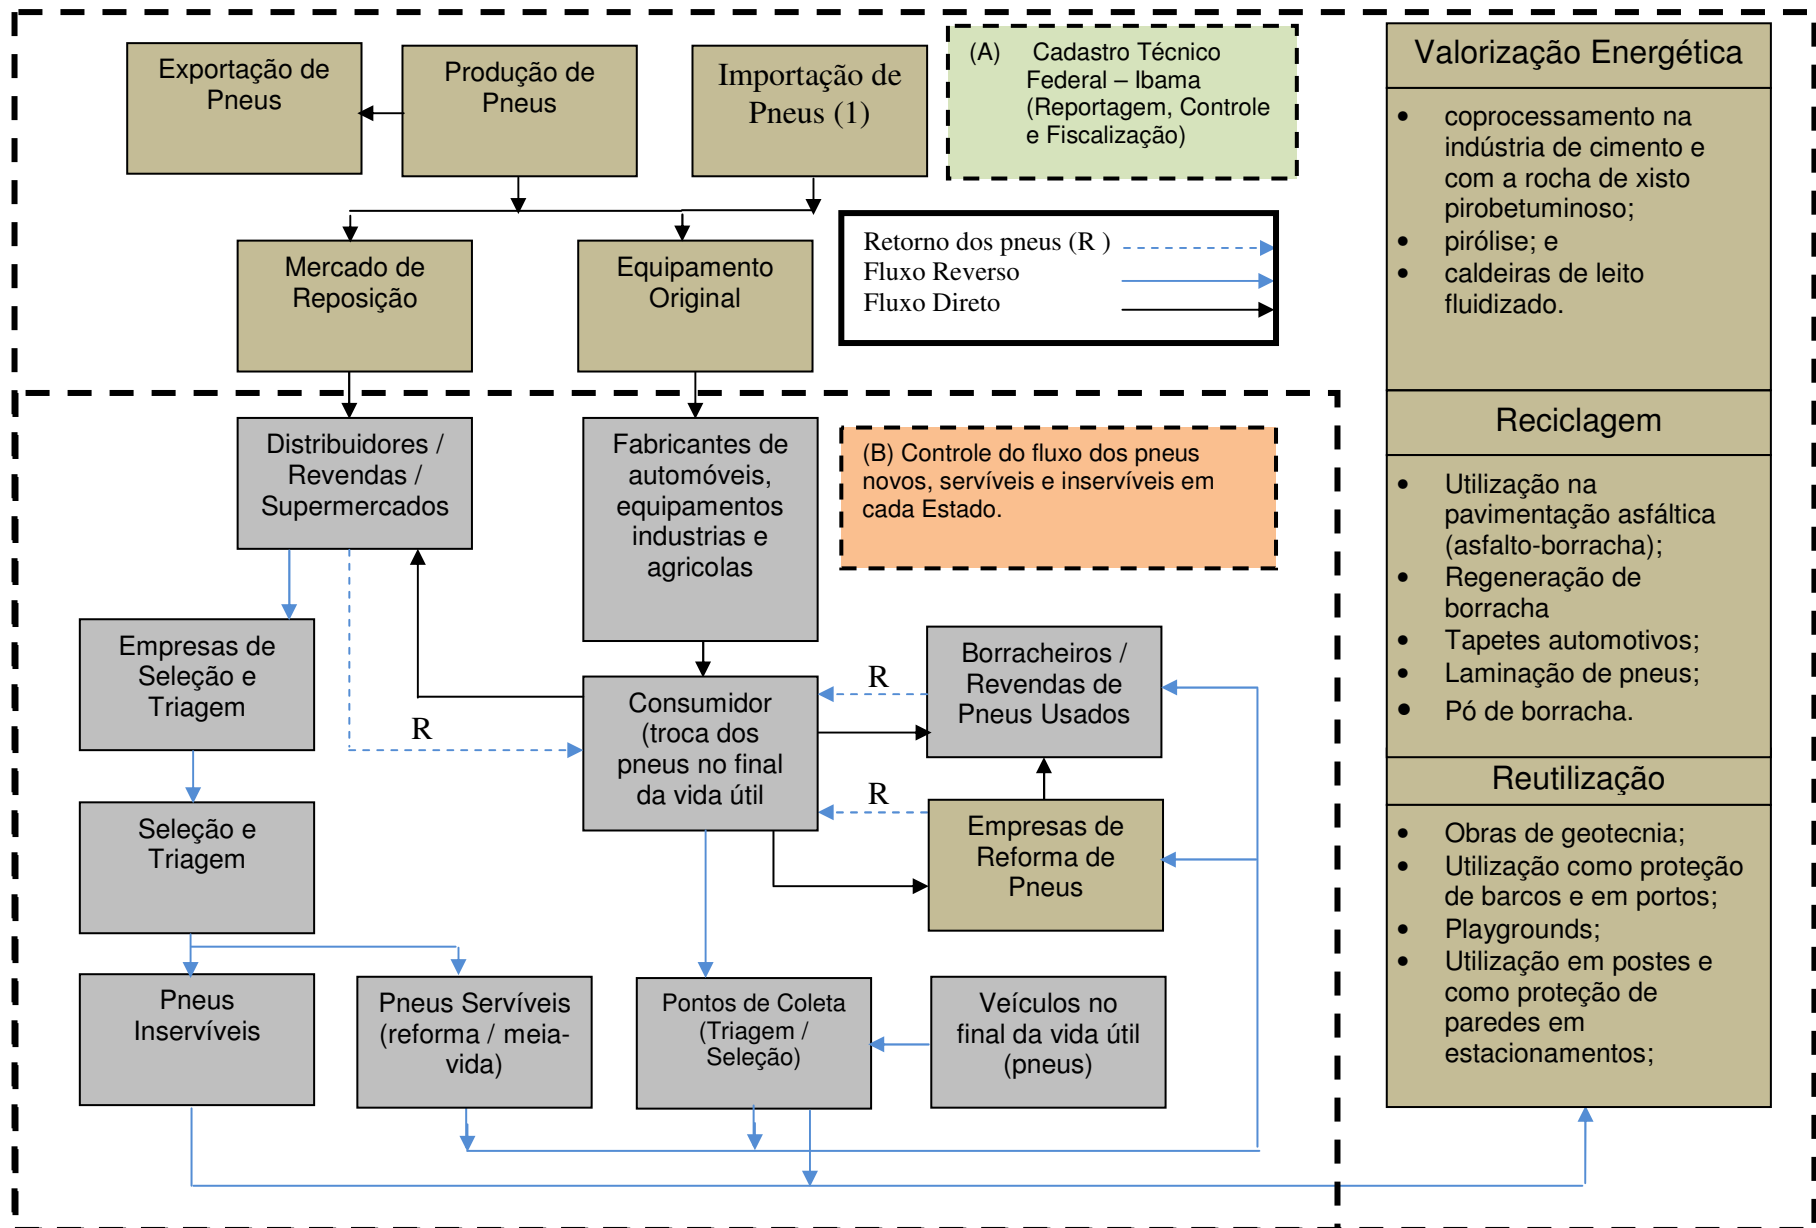 Exportação de
Pneus
Produção de
Pneus
Importação de
Pneus (1)
(A) Cadastro Técnico
Federal – Ibama
(Reportagem, Controle
e Fiscalização)
Retorno dos pneus (R )
Fluxo Reverso
Fluxo Direto
Mercado de
Reposição
Equipamento
Original
Distribuidores /
Revendas /
Supermercados
Fabricantes de
automóveis,
equipamentos
industrias e
agricolas
(B) Controle do fluxo dos pneus
novos, servíveis e inservíveis em
cada Estado.
Empresas de
Seleção e
Triagem
R
Consumidor
(troca dos
pneus no final
da vida útil
R
Borracheiros /
Revendas de
Pneus Usados
R
Empresas de
Reforma de
Pneus
Seleção e
Triagem
Pneus
Inservíveis
Pneus Servíveis
(reforma / meia-
vida)
Pontos de Coleta
(Triagem /
Seleção)
Veículos no
final da vida útil
(pneus)
Valorização Energética
• coprocessamento na
indústria de cimento e
com a rocha de xisto
pirobetuminoso;
• pirólise; e
• caldeiras de leito
fluidizado.
Reciclagem
• Utilização na
pavimentação asfáltica
(asfalto-borracha);
• Regeneração de
borracha
• Tapetes automotivos;
• Laminação de pneus;
• Pó de borracha.
Reutilização
• Obras de geotecnia;
• Utilização como proteção
de barcos e em portos;
• Playgrounds;
• Utilização em postes e
como proteção de
paredes em
estacionamentos;